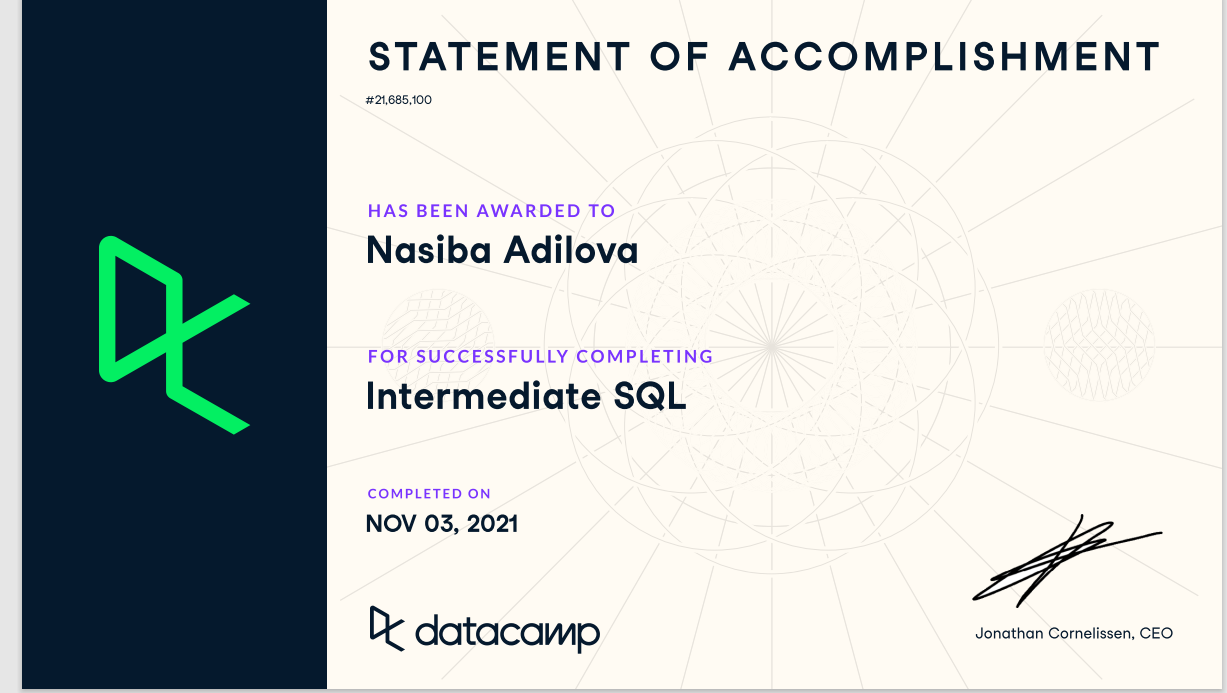 STATEMENT OF ACCOMPLISHMENT
#21,685,100
HAS BEEN AWARDED TO
Nasiba Adilova
FOR SUCCESSFULLY COMPLETING
Intermediate SQL
COMPLETED ON
NOV 03, 2021
datacamp
Jonathan Cornelissen, CEO